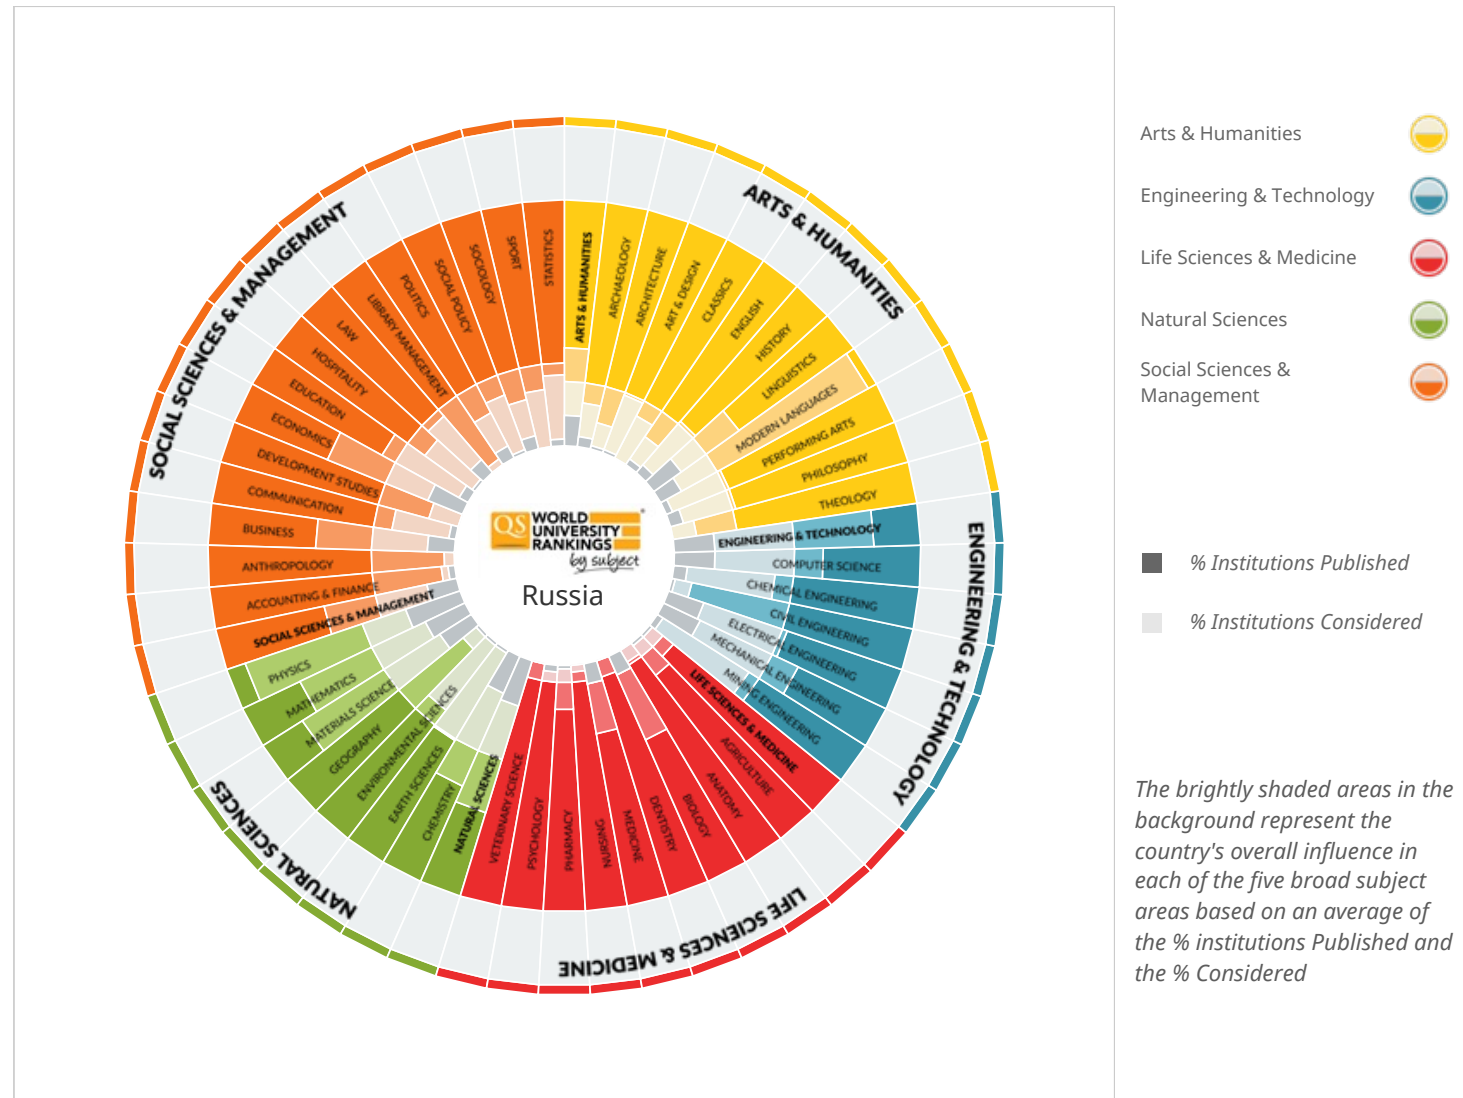 SOCIAL SCIENCES & MANAGEMENT
ARTS & HUMANITIES
ENGINEERING & TECHNOLOGY
LIFE SCIENCES & MEDICINE
NATURAL SCIENCES
ARTS & HUMANITIES
ARCHAEOLOGY
ARCHITECTURE
ART & DESIGN
CLASSICS
ENGLISH
HISTORY
LINGUISTICS
MODERN LANGUAGES
PERFORMING ARTS
PHILOSOPHY
THEOLOGY
ENGINEERING & TECHNOLOGY
COMPUTER SCIENCE
CHEMICAL ENGINEERING
CIVIL ENGINEERING
ELECTRICAL ENGINEERING
MECHANICAL ENGINEERING
MINING ENGINEERING
LIFE SCIENCES & MEDICINE
AGRICULTURE
ANATOMY
BIOLOGY
DENTISTRY
MEDICINE
NURSING
PHARMACY
PSYCHOLOGY
VETERINARY SCIENCE
NATURAL SCIENCES
CHEMISTRY
EARTH SCIENCES
ENVIRONMENTAL SCIENCES
GEOGRAPHY
MATERIALS SCIENCE
MATHEMATICS
PHYSICS
SOCIAL SCIENCES & MANAGEMENT
ACCOUNTING & FINANCE
ANTHROPOLOGY
BUSINESS
COMMUNICATION
DEVELOPMENT STUDIES
ECONOMICS
EDUCATION
HOSPITALITY
LAW
LIBRARY MANAGEMENT
POLITICS
SOCIAL POLICY
SOCIOLOGY
SPORT
STATISTICS
QS WORLD
UNIVERSITY
RANKINGS
by subject
Russia
Arts & Humanities
Engineering & Technology
Life Sciences & Medicine
Natural Sciences
Social Sciences &
Management
% Institutions Published
% Institutions Considered
The brightly shaded areas in the
background represent the
country's overall influence in
each of the five broad subject
areas based on an average of
the % institutions Published and
the % Considered